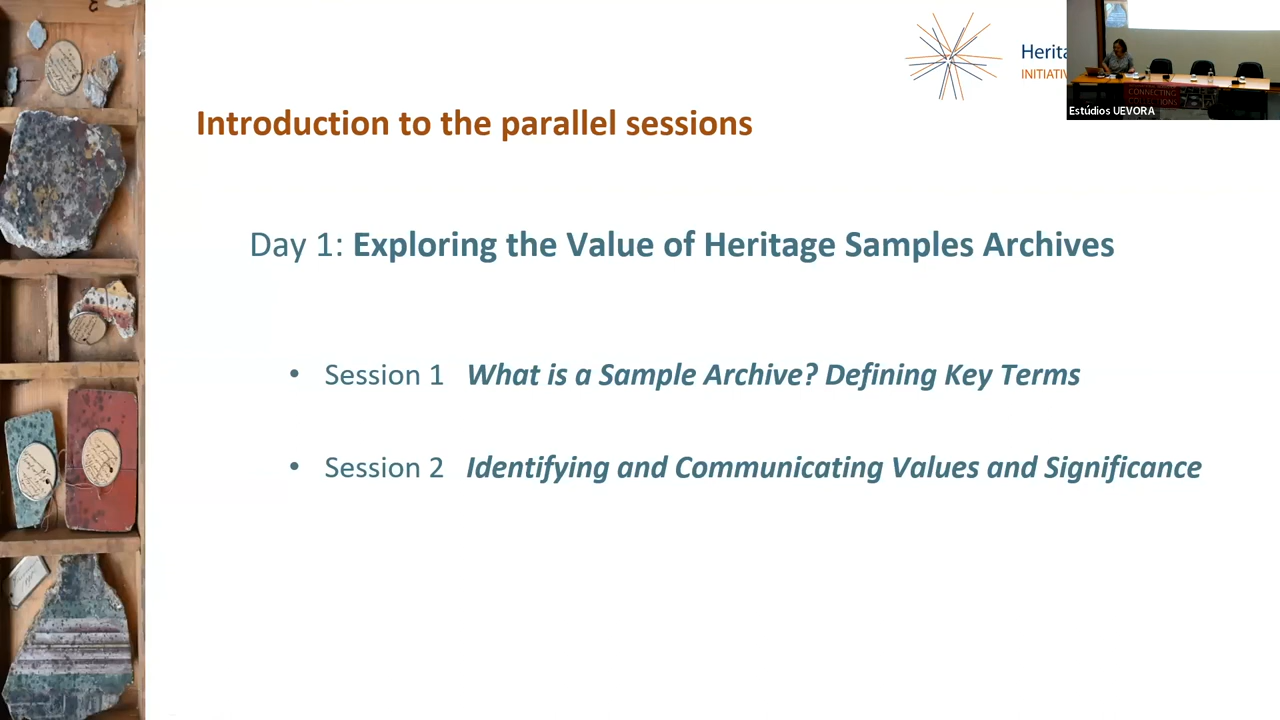 Herita
INITIATIV
Estúdios UEVORA
CONNECTING
Introduction to the parallel sessions
Day 1: Exploring the Value of Heritage Samples Archives
• Session 1 What is a Sample Archive? Defining Key Terms
• Session 2 Identifying and Communicating Values and Significance